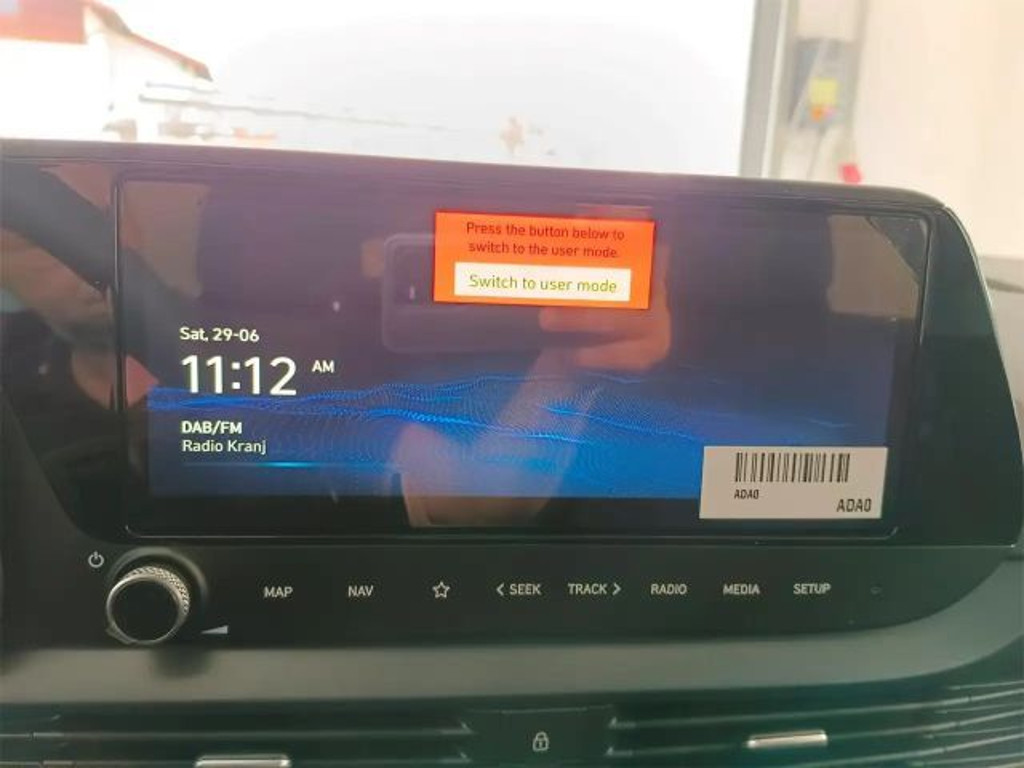 Press the button below to
switch to the user mode.
Switch to user mode
Sat, 29-06
11:12 AM
DAB/FM
Radio Kranj
ADA0
ADA0
MAP
NAV
< SEEK
TRACK >
RADIO
MEDIA
SETUP